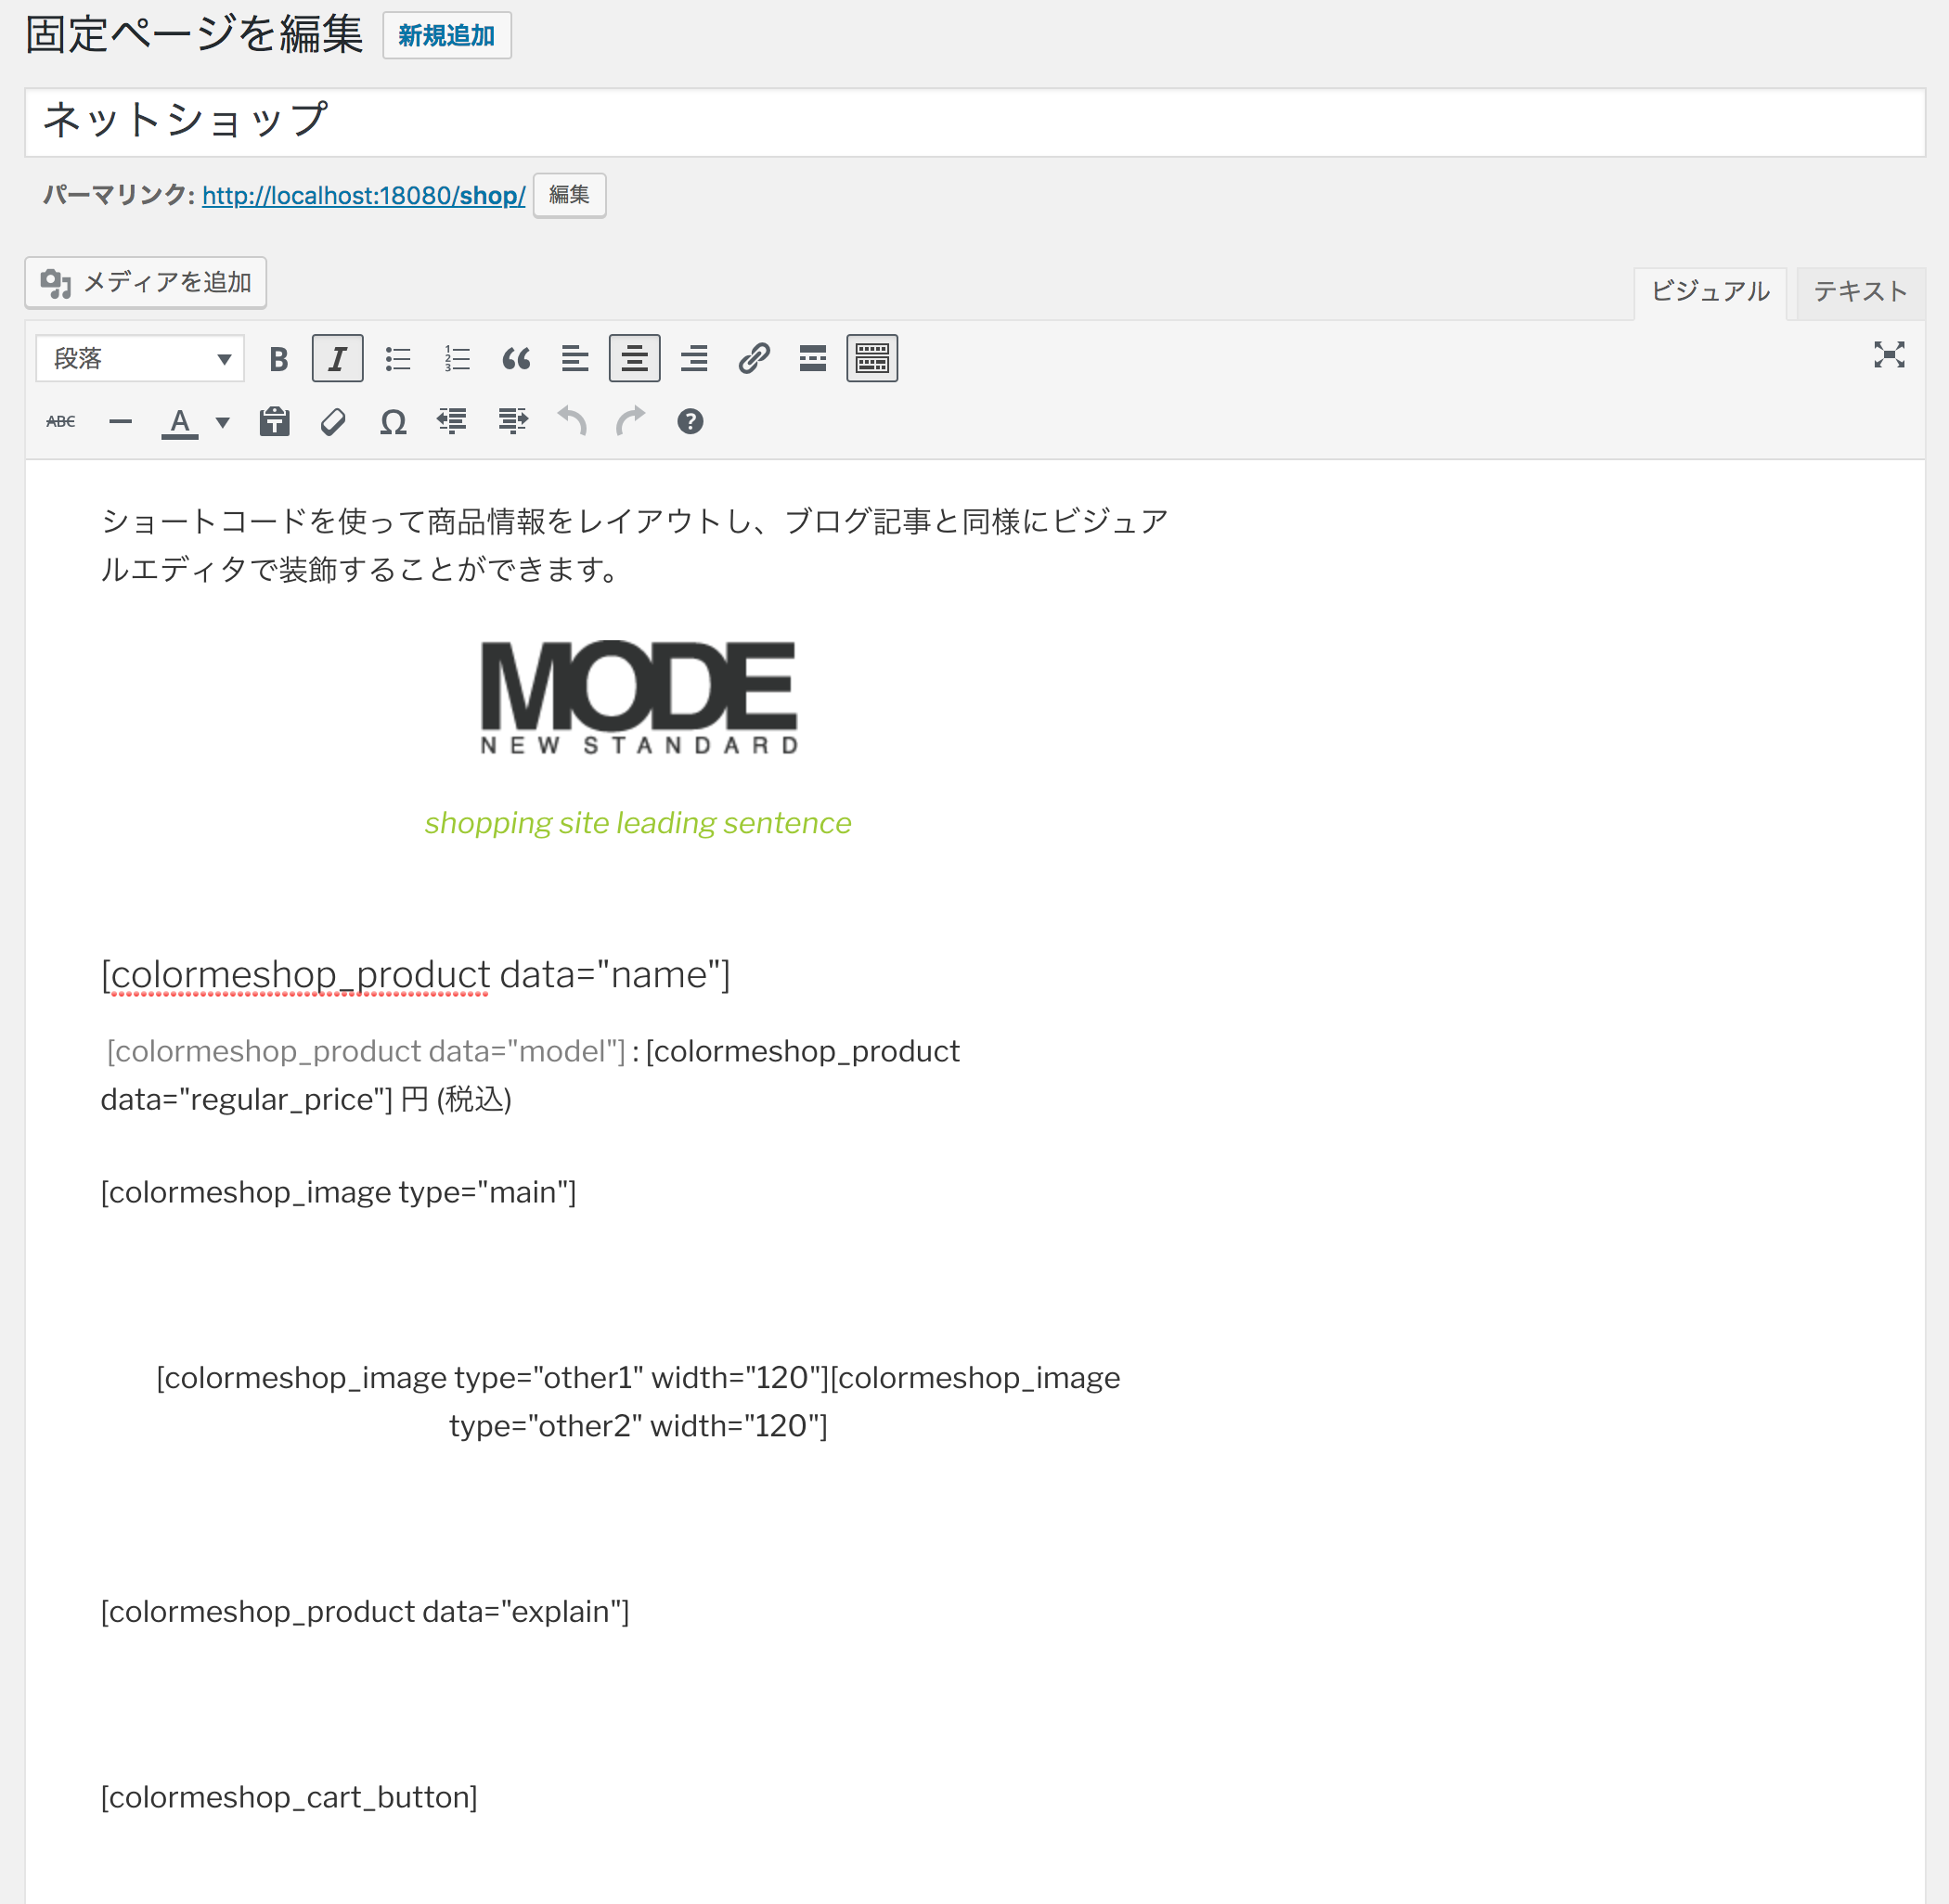 固定ページを編集 新規追加
ネットショップ
パーマリンク: http://localhost:18080/shop/ 編集
メディアを追加
ビジュアル テキスト
段落 B I
ABC A Ω ?
ショートコードを使って商品情報をレイアウトし、ブログ記事と同様にビジュア
ルエディタで装飾することができます。
MODE
NEW STANDARD
shopping site leading sentence
[colormeshop_product data="name"]
[colormeshop_product data="model"] : [colormeshop_product
data="regular_price"] 円 (税込)
[colormeshop_image type="main"]
[colormeshop_image type="other1" width="120"][colormeshop_image
type="other2" width="120"]
[colormeshop_product data="explain"]
[colormeshop_cart_button]